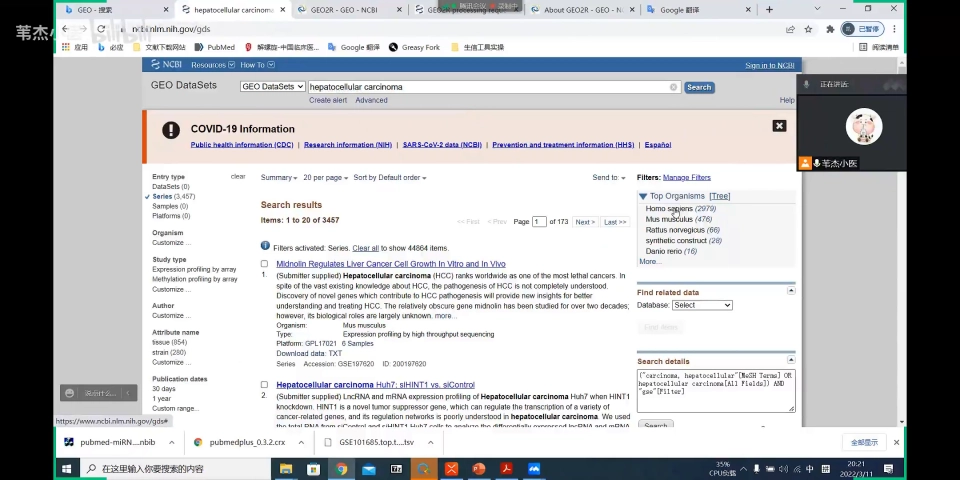 GEO - 搜索
hepatocellular carcinoma
GEO2R - GEO - NCBI
GEO2R processing
About GEO2R - GEO - NCBI
Google 翻译
腾讯会议
录制中
苇杰小
bilibili
ncbi.nlm.nih.gov/gds
已暂停
应用
必应
文献下载网站
PubMed
解螺旋-中国临床医...
Google 翻译
Greasy Fork
生信工具实操
阅读清单
NCBI Resources How To
Sign in to NCBI
GEO DataSets
GEO DataSets
hepatocellular carcinoma
Search
Create alert Advanced
Help
正在讲话:
苇杰小医
COVID-19 Information
Public health information (CDC) | Research information (NIH) | SARS-CoV-2 data (NCBI) | Prevention and treatment information (HHS) | Español
Entry type
clear
DataSets (0)
Series (3,457)
Samples (0)
Platforms (0)
Organism
Customize ...
Study type
Expression profiling by array
Methylation profiling by array
Customize ...
Author
Customize ...
Attribute name
tissue (854)
strain (280)
Customize ...
Publication dates
30 days
1 year
Custom range...
Summary 20 per page Sort by Default order
Send to:
Search results
Items: 1 to 20 of 3457
<< First < Prev Page 1 of 173 Next > Last >>
Filters activated: Series. Clear all to show 44864 items.
Midnolin Regulates Liver Cancer Cell Growth In Vitro and In Vivo
1. (Submitter supplied) Hepatocellular carcinoma (HCC) ranks worldwide as one of the most lethal cancers. In
spite of the vast existing knowledge about HCC, the pathogenesis of HCC is not completely understood.
Discovery of novel genes which contribute to HCC pathogenesis will provide new insights for better
understanding and treating HCC. The relatively obscure gene midnolin has been studied for over two decades;
however, its biological roles are largely unknown. more...
Organism: Mus musculus
Type: Expression profiling by high throughput sequencing
Platform: GPL17021 6 Samples
Download data: TXT
Series Accession: GSE197620 ID: 200197620
Hepatocellular carcinoma Huh7: siHINT1 vs. siControl
2. (Submitter supplied) LncRNA and mRNA expression profiling of Hepatocellular carcinoma Huh7 when HINT1
knockdown. HINT1 is a novel tumor suppressor gene, which can regulate the transcription of a variety of
cancer-related genes, and its regulation networks is poorly understood in hepatocellular carcinoma. We used
Filters: Manage Filters
Top Organisms [Tree]
Homo sapiens (2979)
Mus musculus (476)
Rattus norvegicus (66)
synthetic construct (28)
Danio rerio (16)
More...
Find related data
Database: Select
Find items
Search details
("carcinoma, hepatocellular"[MeSH Terms] OR
hepatocellular carcinoma[All Fields]) AND
"gse"[Filter]
Search
https://www.ncbi.nlm.nih.gov/gds#
pubmed-miRN....nbib
pubmedplus_0.3.2.crx
GSE101685.top.t....tsv
全部显示
在这里输入你要搜索的内容
35%
CPU负载
中
20:21
2022/3/11